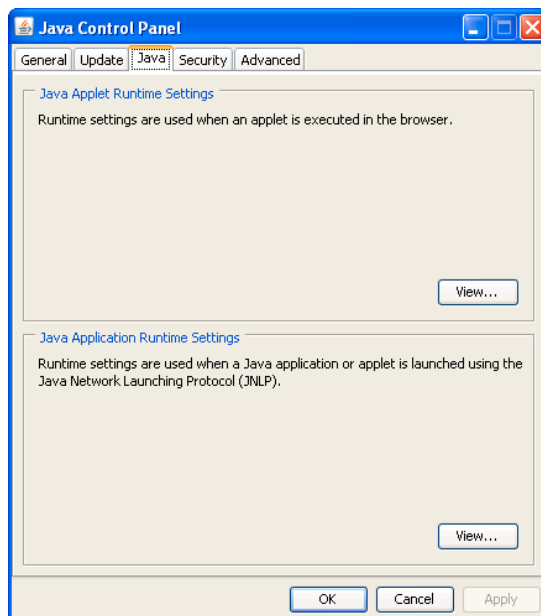 Java Control Panel
General Update Java Security Advanced
Java Applet Runtime Settings
Runtime settings are used when an applet is executed in the browser.
View...
Java Application Runtime Settings
Runtime settings are used when a Java application or applet is launched using the
Java Network Launching Protocol (JNLP).
View...
OK Cancel Apply